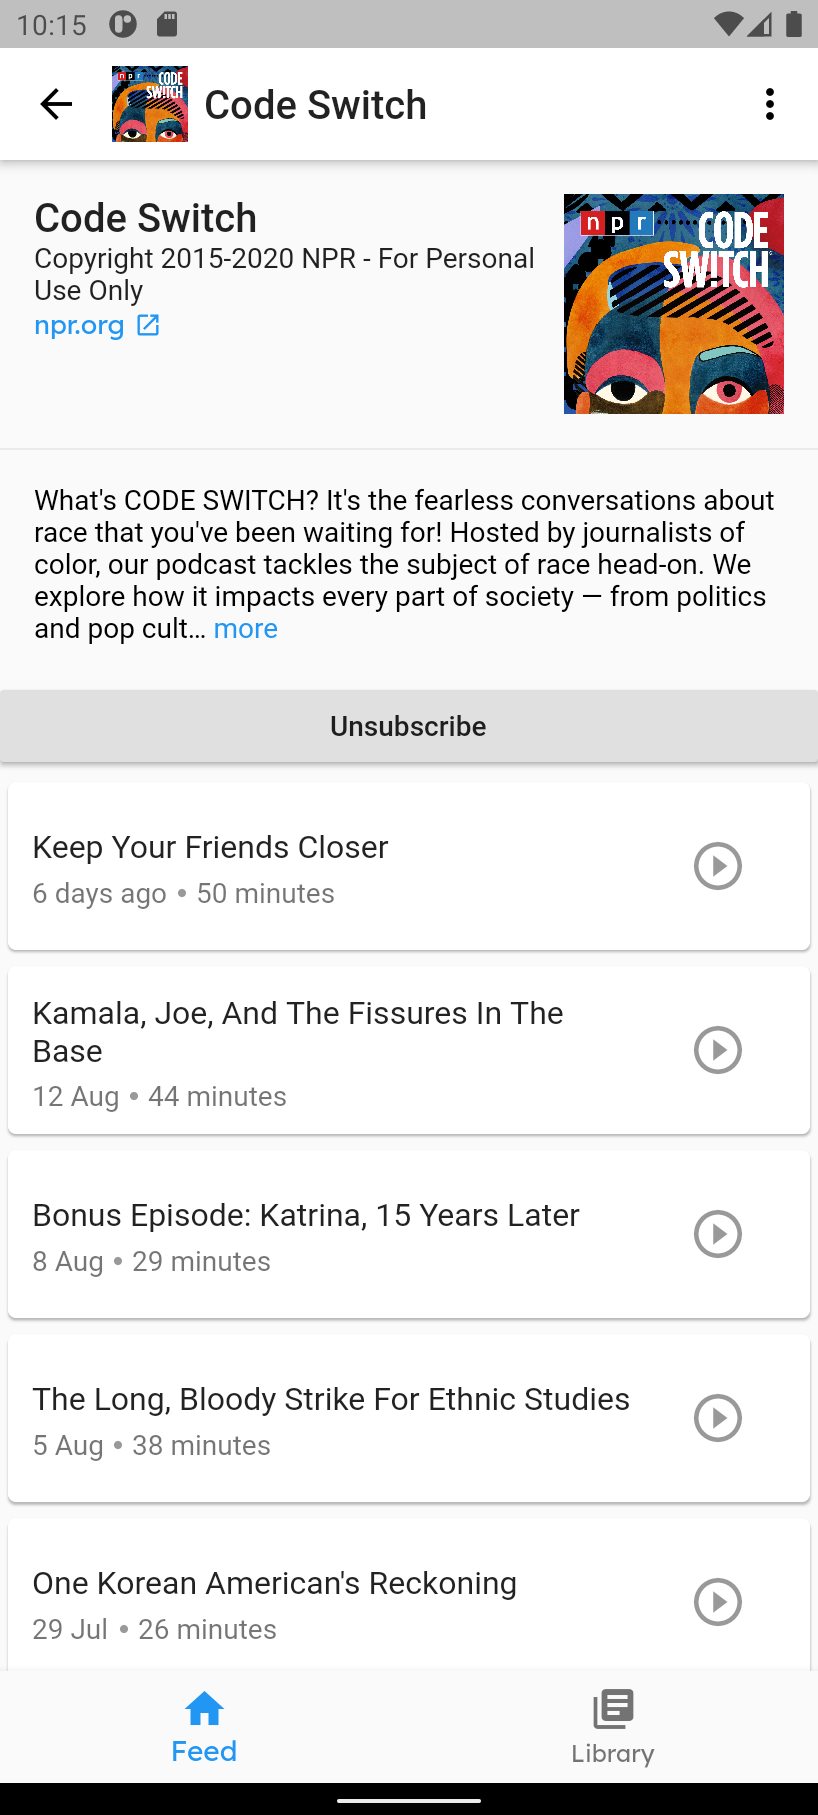 10:15
npr CODE SWITCH
Code Switch
Code Switch
Copyright 2015-2020 NPR - For Personal
Use Only
npr.org
npr CODE
SW!TCH
What's CODE SWITCH? It's the fearless conversations about
race that you've been waiting for! Hosted by journalists of
color, our podcast tackles the subject of race head-on. We
explore how it impacts every part of society — from politics
and pop cult... more
Unsubscribe
Keep Your Friends Closer
6 days ago • 50 minutes
Kamala, Joe, And The Fissures In The
Base
12 Aug • 44 minutes
Bonus Episode: Katrina, 15 Years Later
8 Aug • 29 minutes
The Long, Bloody Strike For Ethnic Studies
5 Aug • 38 minutes
One Korean American's Reckoning
29 Jul • 26 minutes
Feed
Library